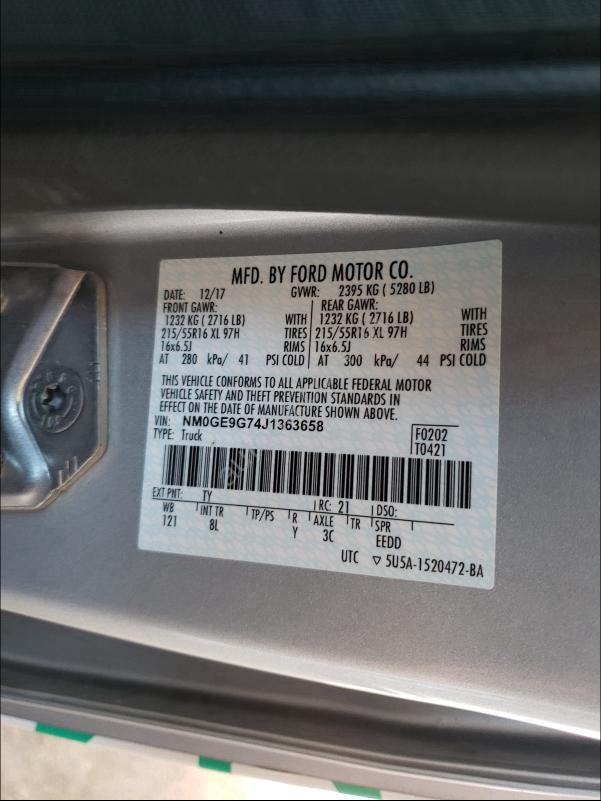 MFD. BY FORD MOTOR CO.
DATE: 12/17 GVWR: 2395 KG ( 5280 LB)
FRONT GAWR: REAR GAWR:
1232 KG ( 2716 LB) WITH 1232 KG ( 2716 LB) WITH
215/55R16 XL 97H TIRES 215/55R16 XL 97H TIRES
16x6.5J RIMS 16x6.5J RIMS
AT 280 kPa/ 41 PSI COLD AT 300 kPa/ 44 PSI COLD
THIS VEHICLE CONFORMS TO ALL APPLICABLE FEDERAL MOTOR
VEHICLE SAFETY AND THEFT PREVENTION STANDARDS IN
EFFECT ON THE DATE OF MANUFACTURE SHOWN ABOVE.
VIN: NM0GE9G74J1363658 F0202
TYPE: Truck T0421
EXT PNT: TY RC: 21 DSO:
WB INT TR TP/PS R AXLE TR SPR
121 8L Y 3C EEDD
UTC ▽ 5U5A-1520472-BA